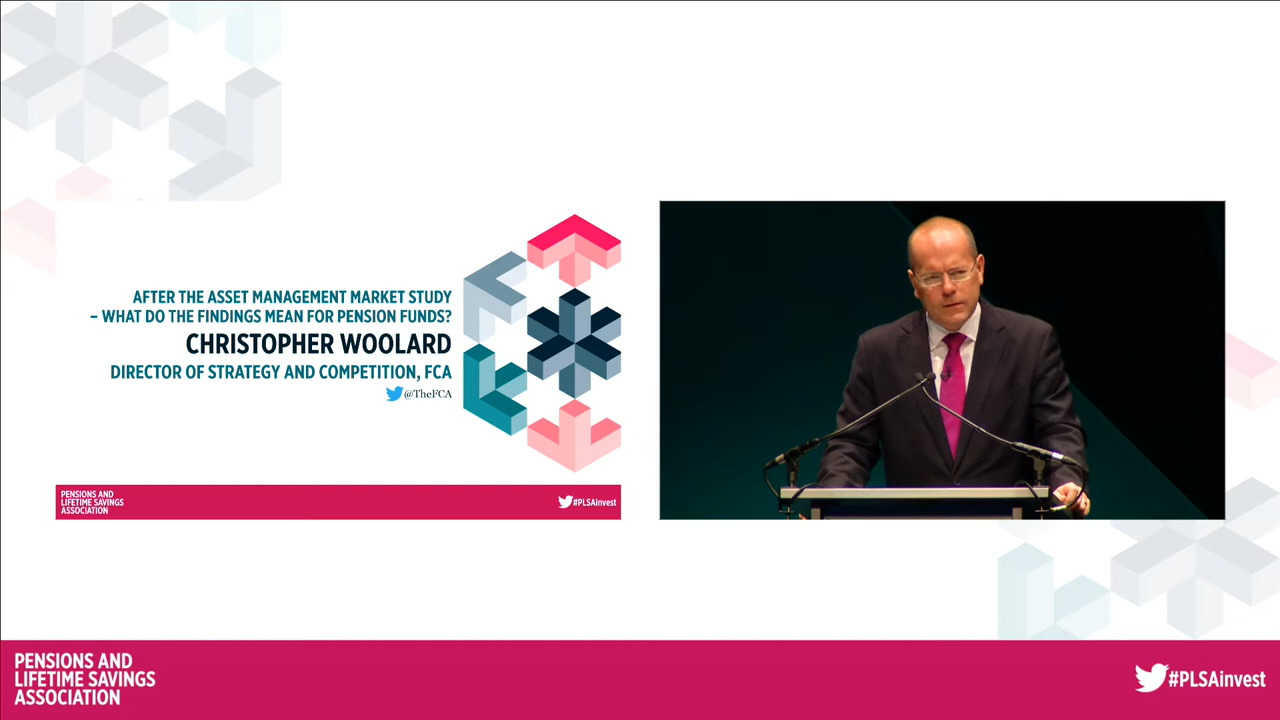 AFTER THE ASSET MANAGEMENT MARKET STUDY
– WHAT DO THE FINDINGS MEAN FOR PENSION FUNDS?
CHRISTOPHER WOOLARD
DIRECTOR OF STRATEGY AND COMPETITION, FCA
@TheFCA
PENSIONS AND
LIFETIME SAVINGS
ASSOCIATION
#PLSAinvest
PENSIONS AND
LIFETIME SAVINGS
ASSOCIATION
#PLSAinvest